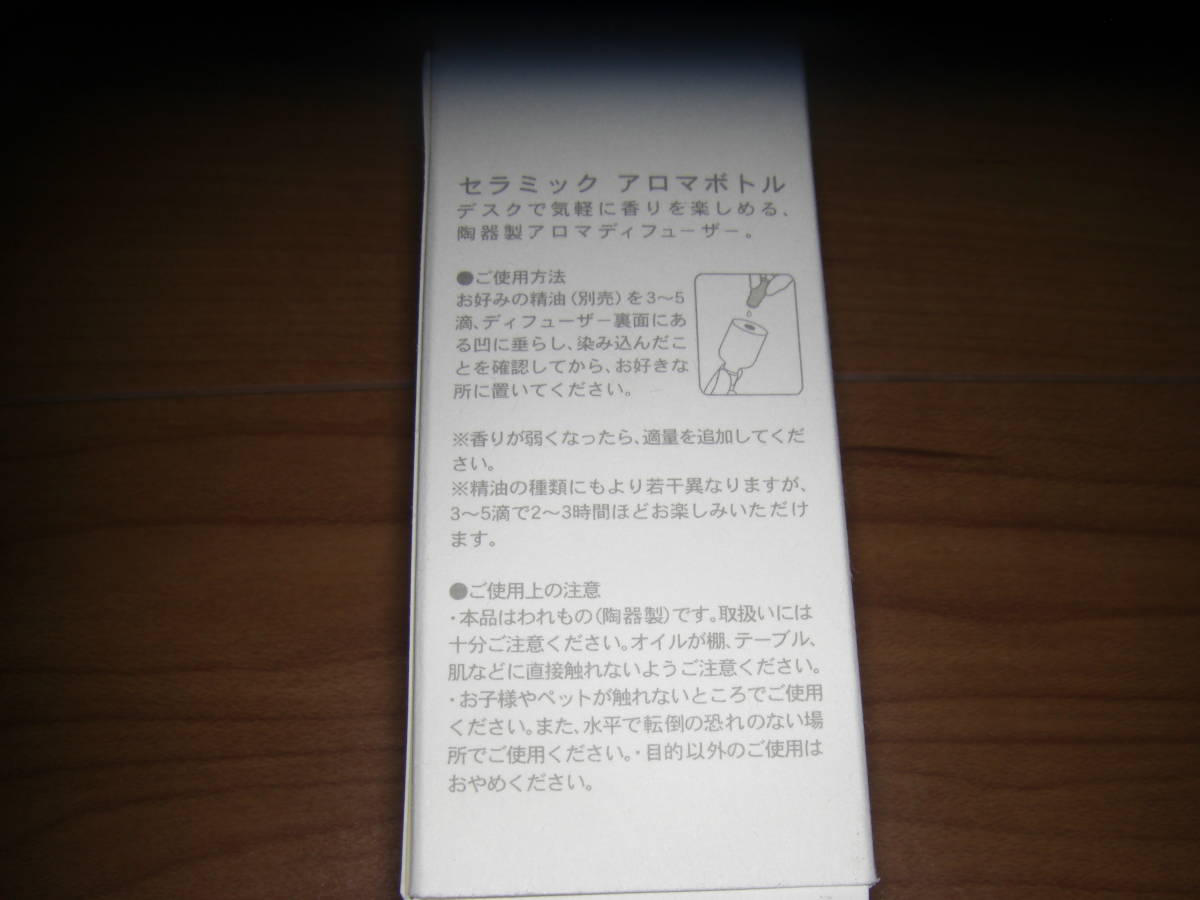 セラミック アロマボトル
デスクで気軽に香りを楽しめる、
陶器製アロマディフューザー。
●ご使用方法
お好みの精油(別売)を3〜5
滴、ディフューザー裏面にあ
る凹に垂らし、染み込んだこ
とを確認してから、お好きな
所に置いてください。
※香りが弱くなったら、適量を追加してくだ
さい。
※精油の種類にもより若干異なりますが、
3〜5滴で2〜3時間ほどお楽しみいただけ
ます。
●ご使用上の注意
・本品はわれもの(陶器製)です。取扱いには
十分ご注意ください。オイルが棚、テーブル、
肌などに直接触れないようご注意ください。
・お子様やペットが触れないところでご使用
ください。また、水平で転倒の恐れのない場
所でご使用ください。・目的以外のご使用は
おやめください。